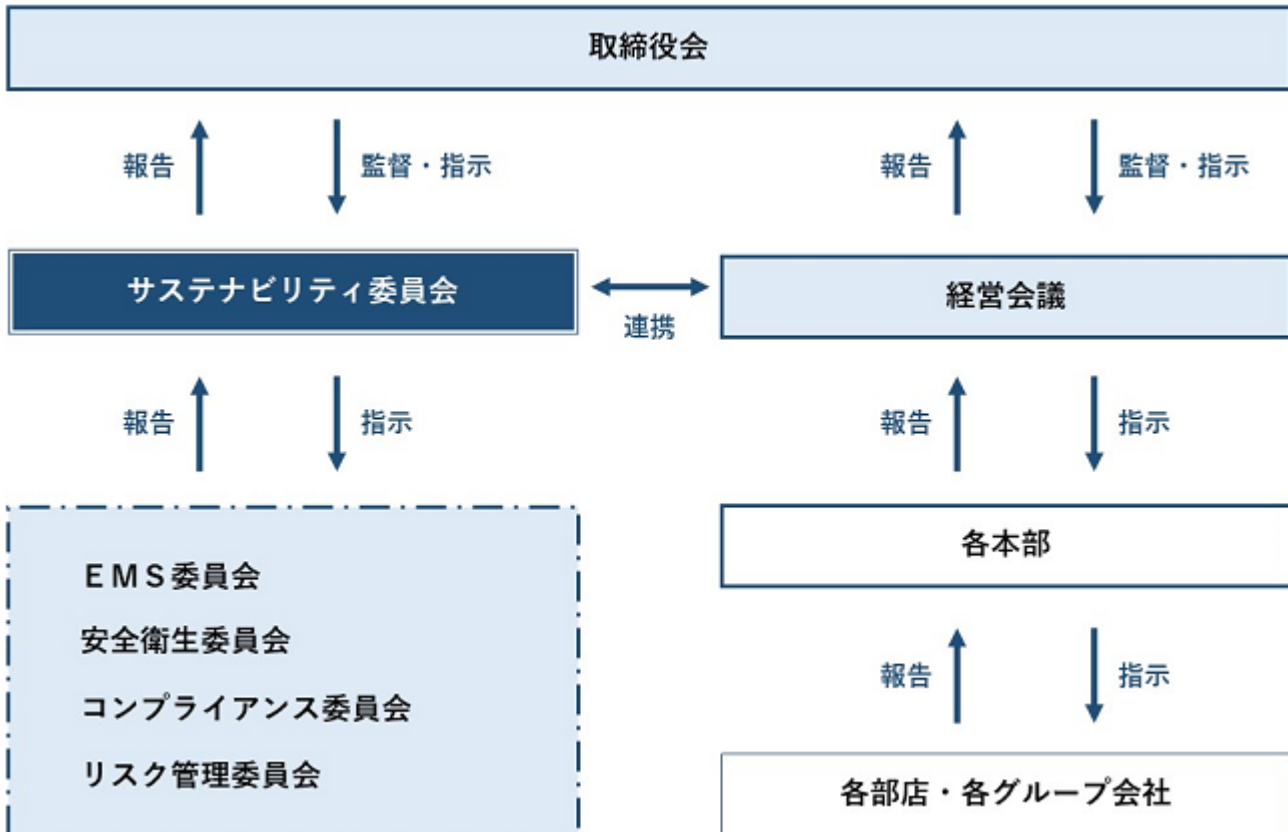 取締役会
報告
監督・指示
報告
監督・指示
サステナビリティ委員会
連携
経営会議
報告
指示
報告
指示
ＥＭＳ委員会
安全衛生委員会
コンプライアンス委員会
リスク管理委員会
各本部
報告
指示
各部店・各グループ会社